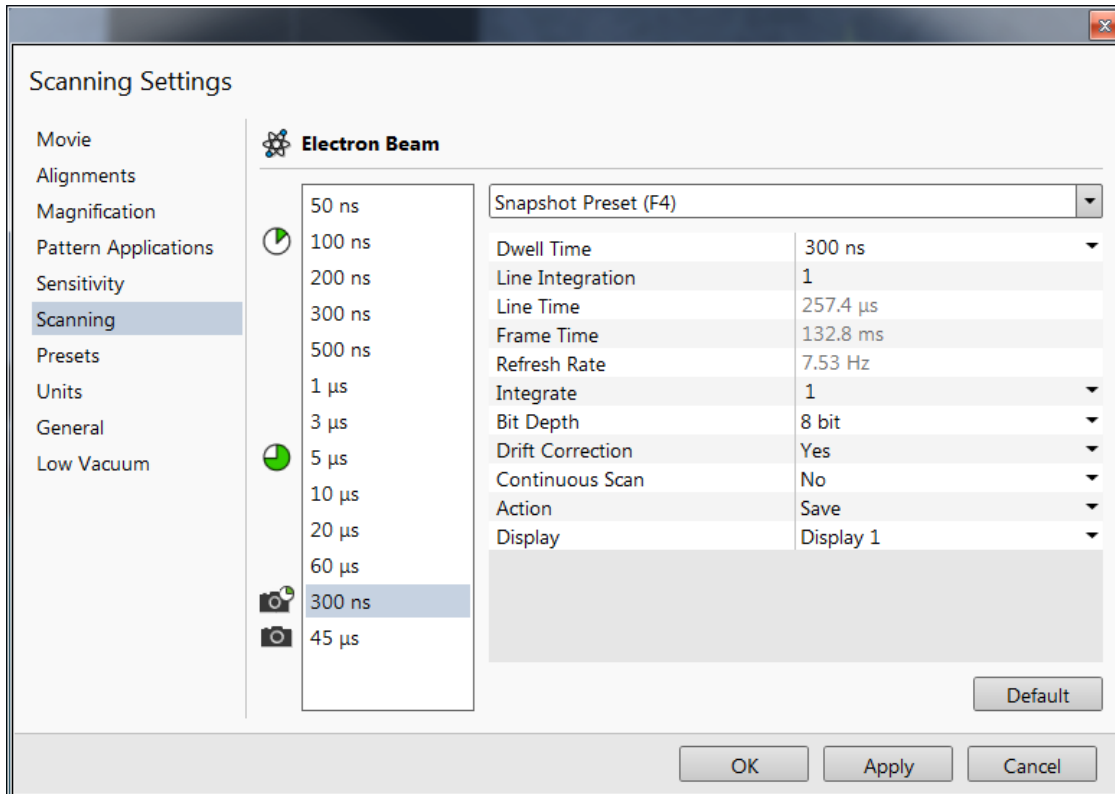 Scanning Settings
Movie
Alignments
Magnification
Pattern Applications
Sensitivity
Scanning
Presets
Units
General
Low Vacuum
Electron Beam
50 ns
100 ns
200 ns
300 ns
500 ns
1 µs
3 µs
5 µs
10 µs
20 µs
60 µs
300 ns
45 µs
Snapshot Preset (F4)
Dwell Time 300 ns
Line Integration 1
Line Time 257.4 µs
Frame Time 132.8 ms
Refresh Rate 7.53 Hz
Integrate 1
Bit Depth 8 bit
Drift Correction Yes
Continuous Scan No
Action Save
Display Display 1
Default
OK Apply Cancel